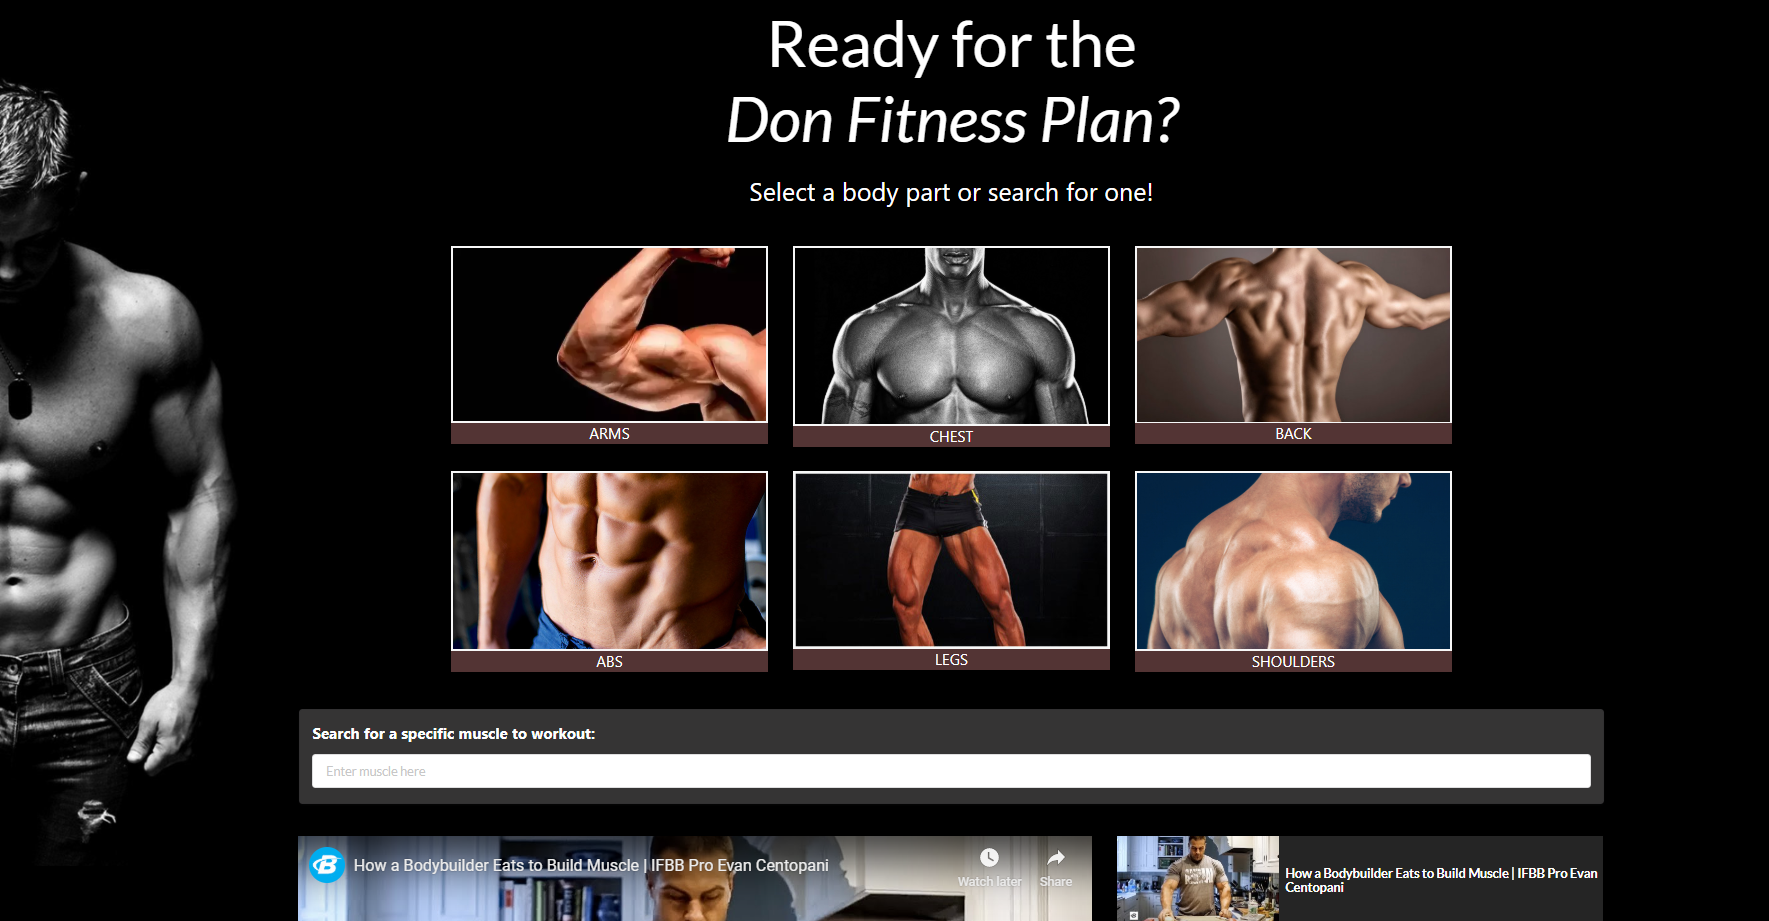 Ready for the
Don Fitness Plan?
Select a body part or search for one!
ARMS
CHEST
BACK
ABS
LEGS
SHOULDERS
Search for a specific muscle to workout:
Enter muscle here
B
How a Bodybuilder Eats to Build Muscle | IFBB Pro Evan Centopani
Watch later
Share
How a Bodybuilder Eats to Build Muscle | IFBB Pro Evan
Centopani